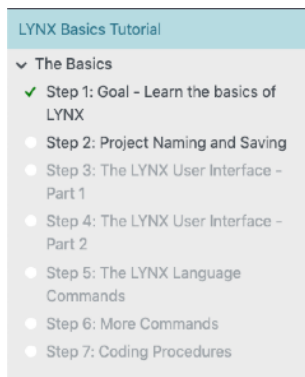 LYNX Basics Tutorial
The Basics
Step 1: Goal - Learn the basics of
LYNX
Step 2: Project Naming and Saving
Step 3: The LYNX User Interface -
Part 1
Step 4: The LYNX User Interface -
Part 2
Step 5: The LYNX Language
Commands
Step 6: More Commands
Step 7: Coding Procedures